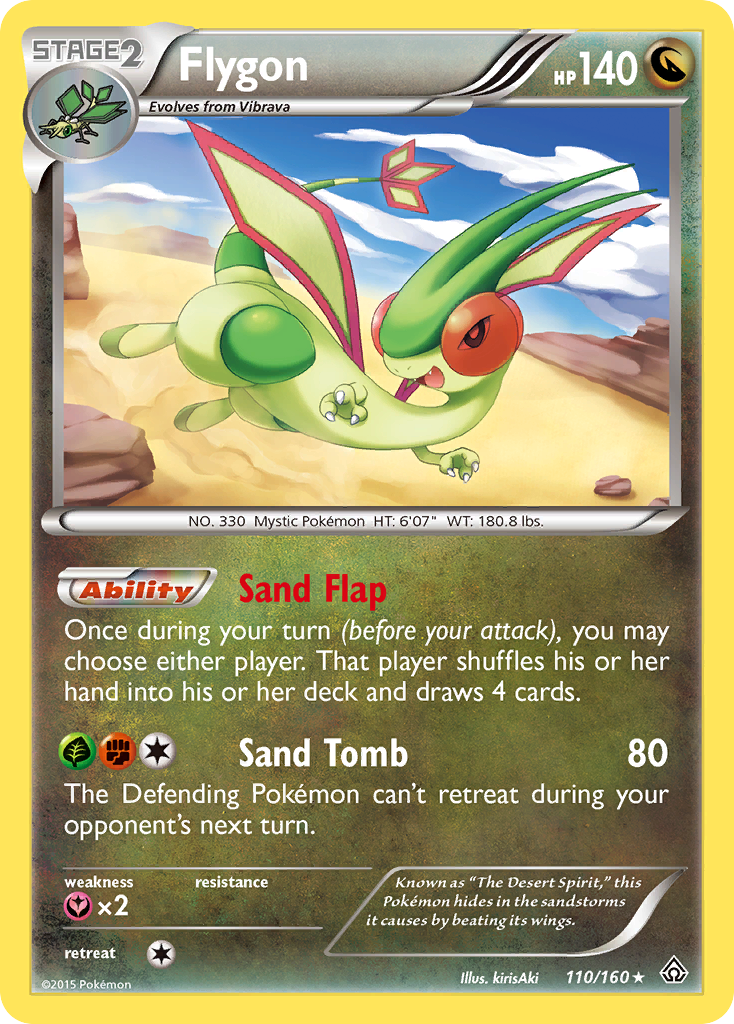 STAGE2
Flygon
HP140
Evolves from Vibrava
NO. 330 Mystic Pokémon HT: 6'07" WT: 180.8 lbs.
Ability Sand Flap
Once during your turn (before your attack), you may
choose either player. That player shuffles his or her
hand into his or her deck and draws 4 cards.
Sand Tomb 80
The Defending Pokémon can't retreat during your
opponent's next turn.
weakness resistance
×2
retreat
Known as “The Desert Spirit,” this
Pokémon hides in the sandstorms
it causes by beating its wings.
©2015 Pokémon
Illus. kirisAki 110/160 ★